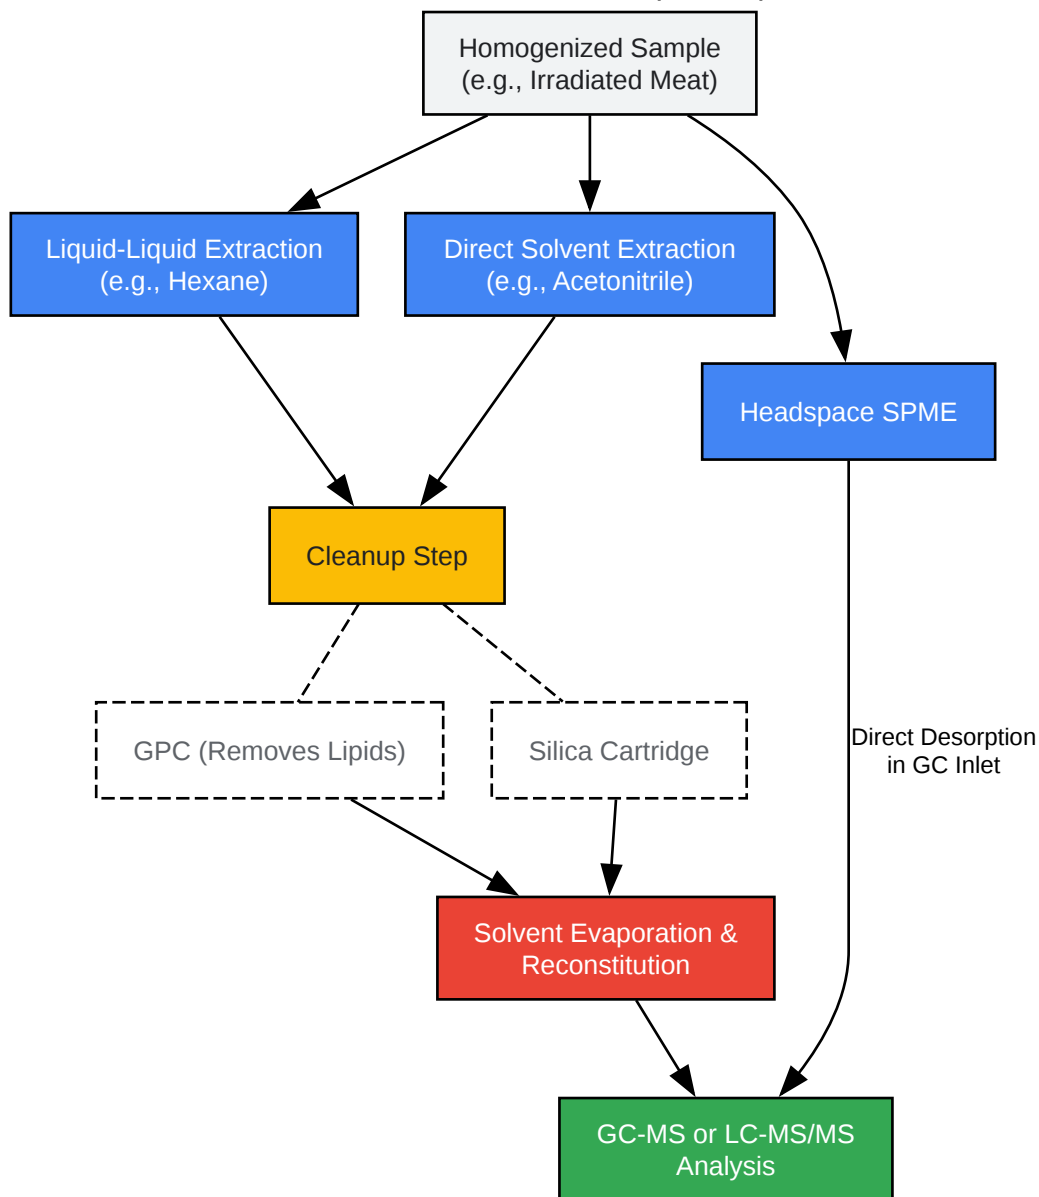 Homogenized Sample
(e.g., Irradiated Meat)
Liquid-Liquid Extraction
(e.g., Hexane)
Direct Solvent Extraction
(e.g., Acetonitrile)
Headspace SPME
Cleanup Step
GPC (Removes Lipids)
Silica Cartridge
Direct Desorption
in GC Inlet
Solvent Evaporation &
Reconstitution
GC-MS or LC-MS/MS
Analysis